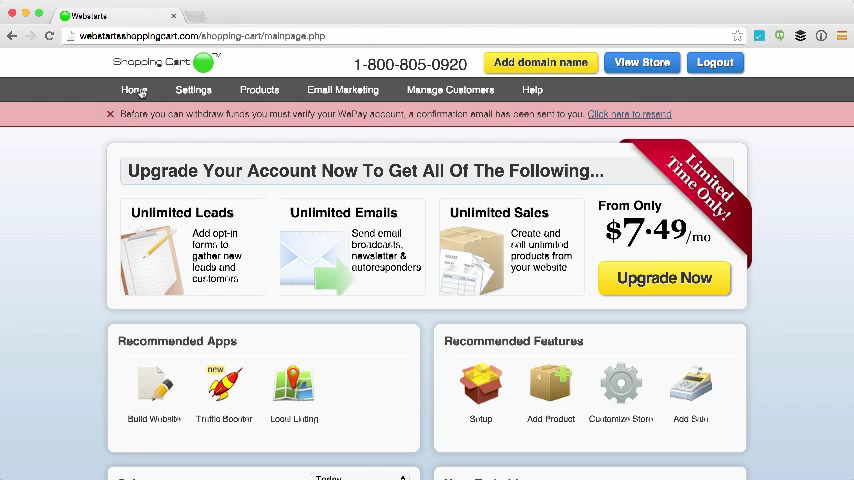 Webstarts
webstartsshoppingcart.com/shopping-cart/mainpage.php
Shopping Cart TM
1-800-805-0920
Add domain name
View Store
Logout
Home
Settings
Products
Email Marketing
Manage Customers
Help
Before you can withdraw funds you must verify your WePay account, a confirmation email has been sent to you. Click here to resend
Upgrade Your Account Now To Get All Of The Following...
Limited
Time Only!
Unlimited Leads
Add opt-in
forms to
gather new
leads and
customers
Unlimited Emails
Send email
broadcasts,
newsletter &
autoresponders
Unlimited Sales
Create and
sell unlimited
products from
your website
From Only
$7.49/mo
Upgrade Now
Recommended Apps
new
Build Website
Traffic Booster
Local Listing
Recommended Features
Setup
Add Product
Customize Store
Add Sale
Today